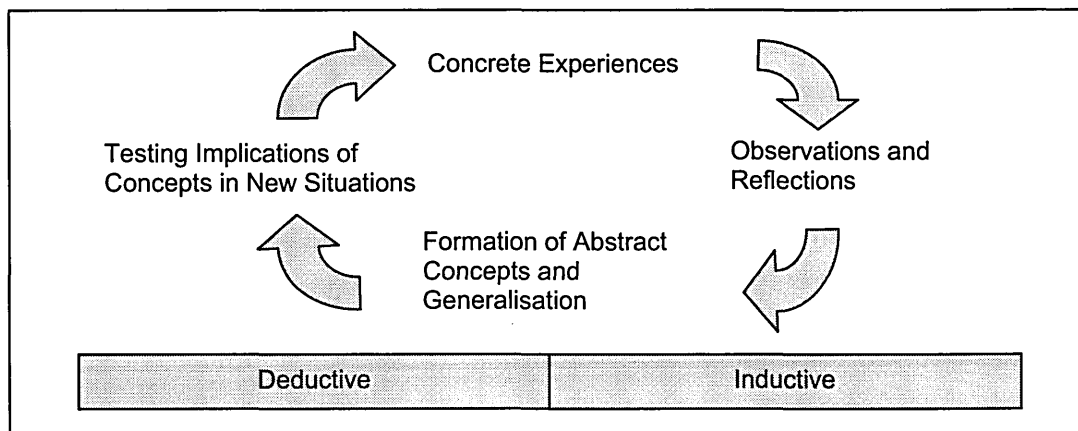 Concrete Experiences
Observations and
Reflections
Formation of Abstract
Concepts and
Generalisation
Testing Implications of
Concepts in New Situations
Deductive
Inductive